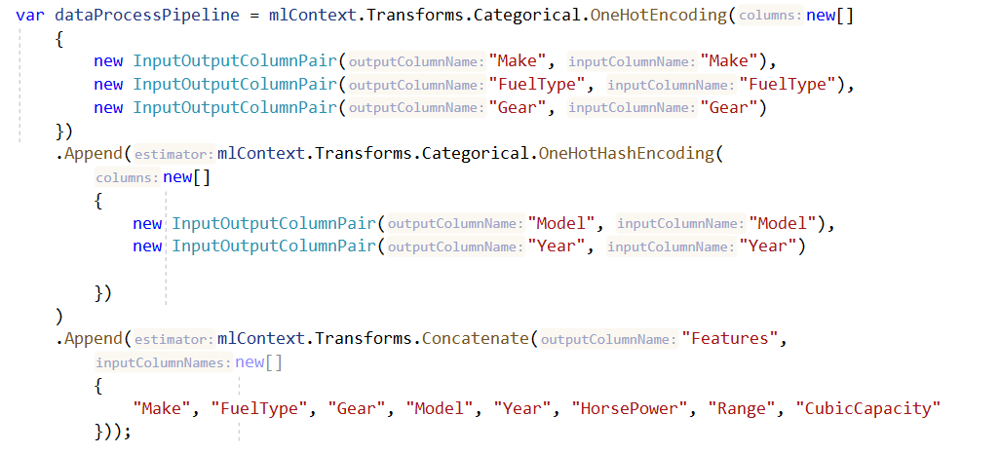 var dataProcessPipeline = mlContext.Transforms.Categorical.OneHotEncoding( columns: new[]
{
new InputOutputColumnPair( outputColumnName: "Make", inputColumnName: "Make"),
new InputOutputColumnPair( outputColumnName: "FuelType", inputColumnName: "FuelType"),
new InputOutputColumnPair( outputColumnName: "Gear", inputColumnName: "Gear")
})
.Append( estimator: mlContext.Transforms.Categorical.OneHotHashEncoding(
columns: new[]
{
new InputOutputColumnPair( outputColumnName: "Model", inputColumnName: "Model"),
new InputOutputColumnPair( outputColumnName: "Year", inputColumnName: "Year")
})
)
.Append( estimator: mlContext.Transforms.Concatenate( outputColumnName: "Features",
inputColumnNames: new[]
{
"Make", "FuelType", "Gear", "Model", "Year", "HorsePower", "Range", "CubicCapacity"
}));